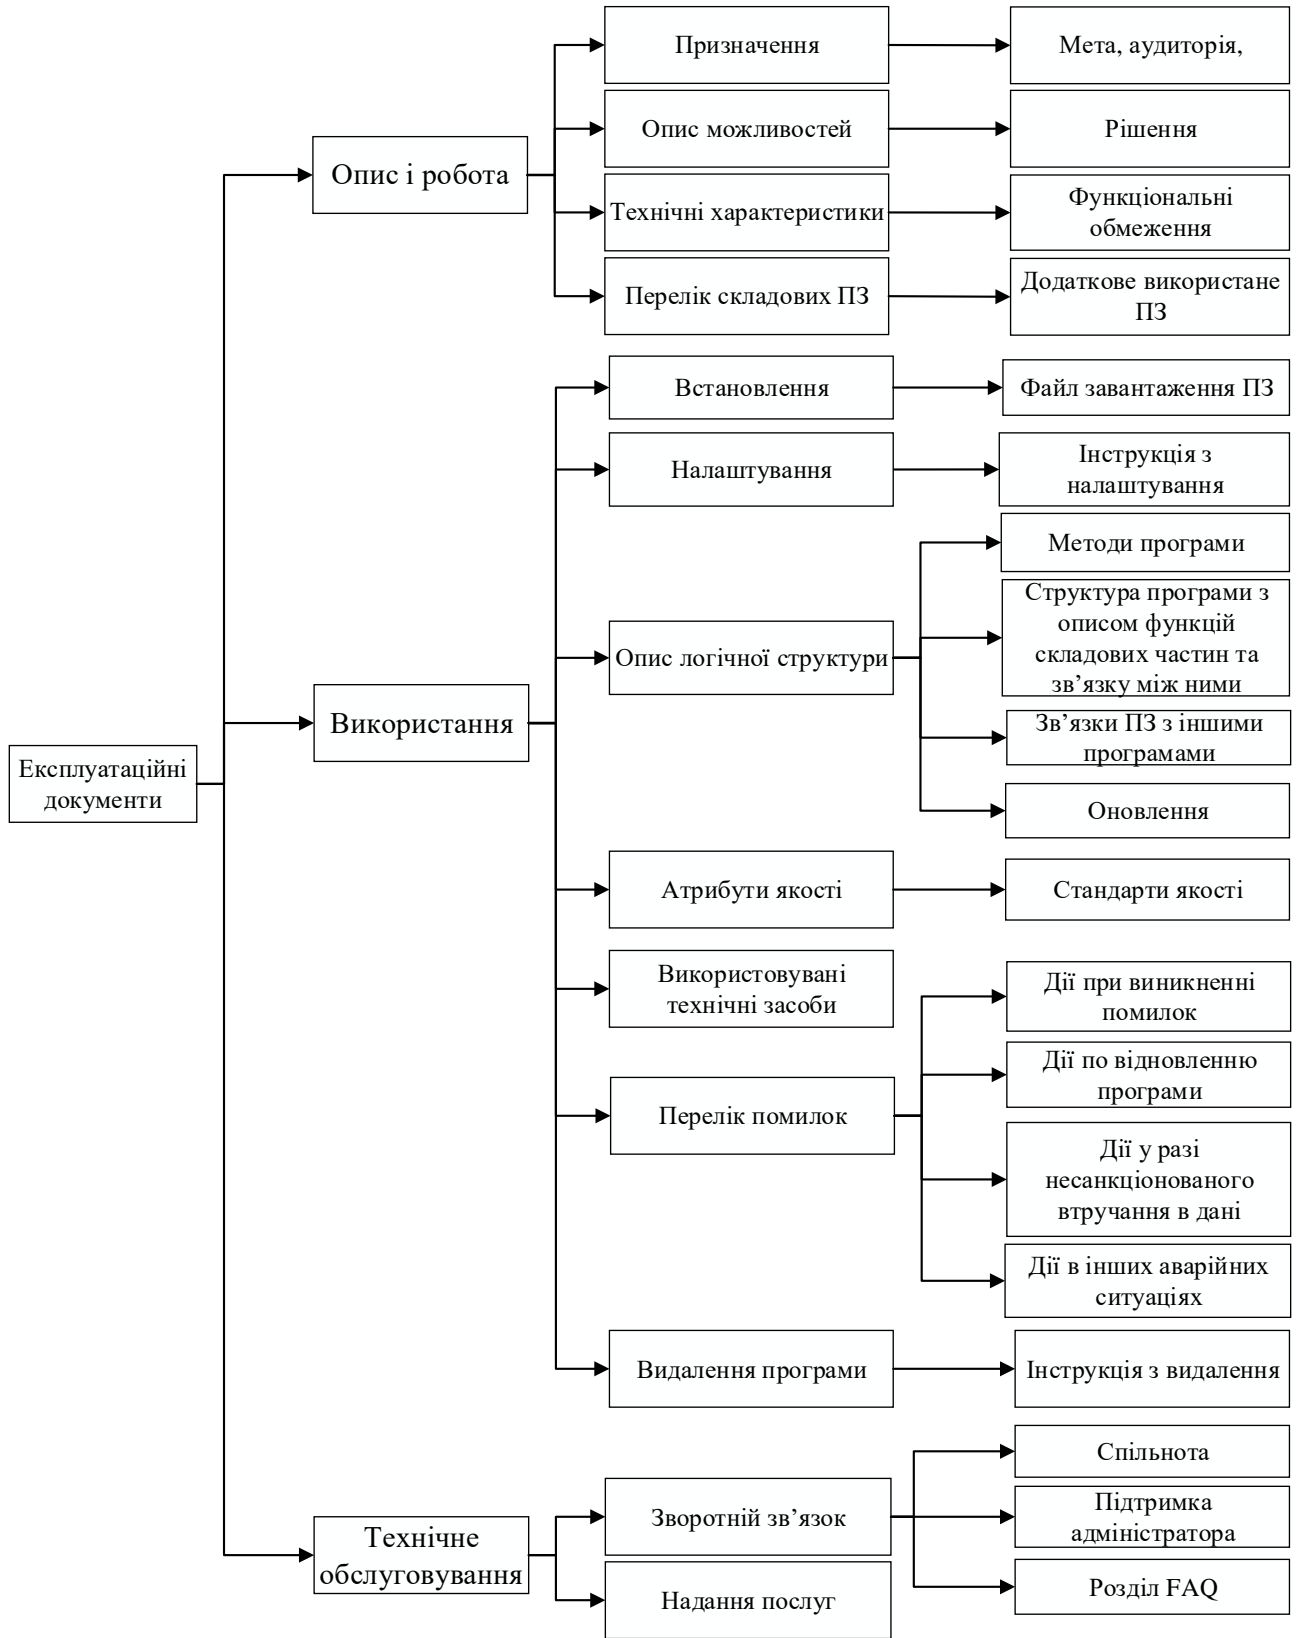 Призначення
Мета, аудиторія,
Опис можливостей
Рішення
Опис і робота
Технічні характеристики
Функціональні
обмеження
Перелік складових ПЗ
Додаткове використане
ПЗ
Встановлення
Файл завантаження ПЗ
Налаштування
Інструкція з
налаштування
Методи програми
Опис логічної структури
Структура програми з
описом функцій
складових частин та
зв’язку між ними
Використання
Зв’язки ПЗ з іншими
програмами
Експлуатаційні
документи
Оновлення
Атрибути якості
Стандарти якості
Використовувані
технічні засоби
Дії при виникненні
помилок
Дії по відновленню
програми
Перелік помилок
Дії у разі
несанкціонованого
втручання в дані
Дії в інших аварійних
ситуаціях
Видалення програми
Інструкція з видалення
Спільнота
Зворотній зв’язок
Підтримка
адміністратора
Технічне
обслуговування
Розділ FAQ
Надання послуг